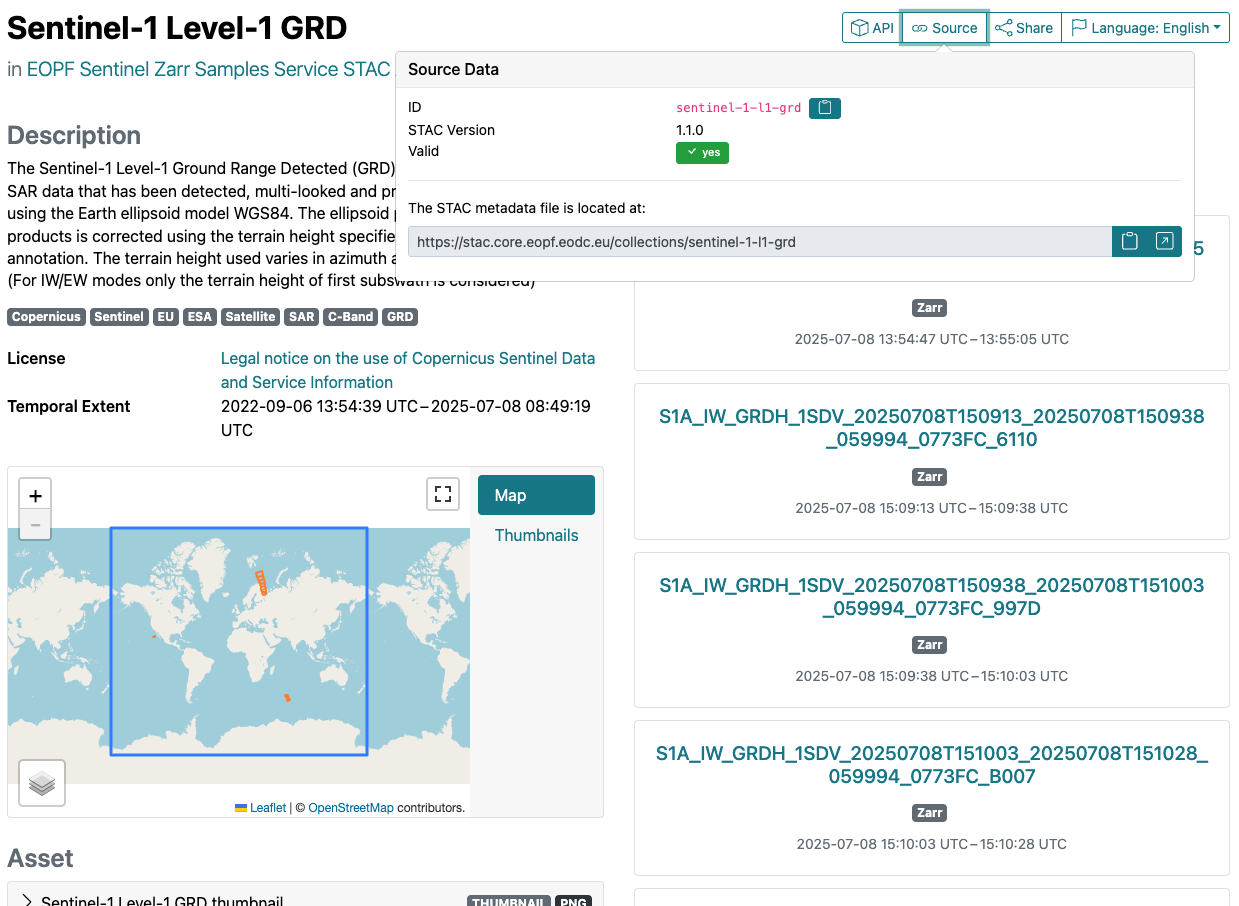 Sentinel-1 Level-1 GRD
API
Source
Share
Language: English
in EOPF Sentinel Zarr Samples Service STAC
Source Data
ID
sentinel-1-l1-grd
STAC Version
1.1.0
Valid
yes
The STAC metadata file is located at:
https://stac.core.eopf.eodc.eu/collections/sentinel-1-l1-grd
Description
The Sentinel-1 Level-1 Ground Range Detected (GRD)
SAR data that has been detected, multi-looked and
using the Earth ellipsoid model WGS84. The ellipsoid
products is corrected using the terrain height
annotation. The terrain height used varies in azimuth
(For IW/EW modes only the terrain height of first subswath is considered)
Copernicus Sentinel EU ESA Satellite SAR C-Band GRD
License
Legal notice on the use of Copernicus Sentinel Data
and Service Information
Temporal Extent
2022-09-06 13:54:39 UTC – 2025-07-08 08:49:19
UTC
+
−
Map
Thumbnails
Leaflet | © OpenStreetMap contributors.
Asset
Sentinel-1 Level-1 GRD thumbnail
THUMBNAIL PNG
5
Zarr
2025-07-08 13:54:47 UTC – 13:55:05 UTC
S1A_IW_GRDH_1SDV_20250708T150913_20250708T150938
_059994_0773FC_6110
Zarr
2025-07-08 15:09:13 UTC – 15:09:38 UTC
S1A_IW_GRDH_1SDV_20250708T150938_20250708T151003
_059994_0773FC_997D
Zarr
2025-07-08 15:09:38 UTC – 15:10:03 UTC
S1A_IW_GRDH_1SDV_20250708T151003_20250708T151028_
059994_0773FC_B007
Zarr
2025-07-08 15:10:03 UTC – 15:10:28 UTC